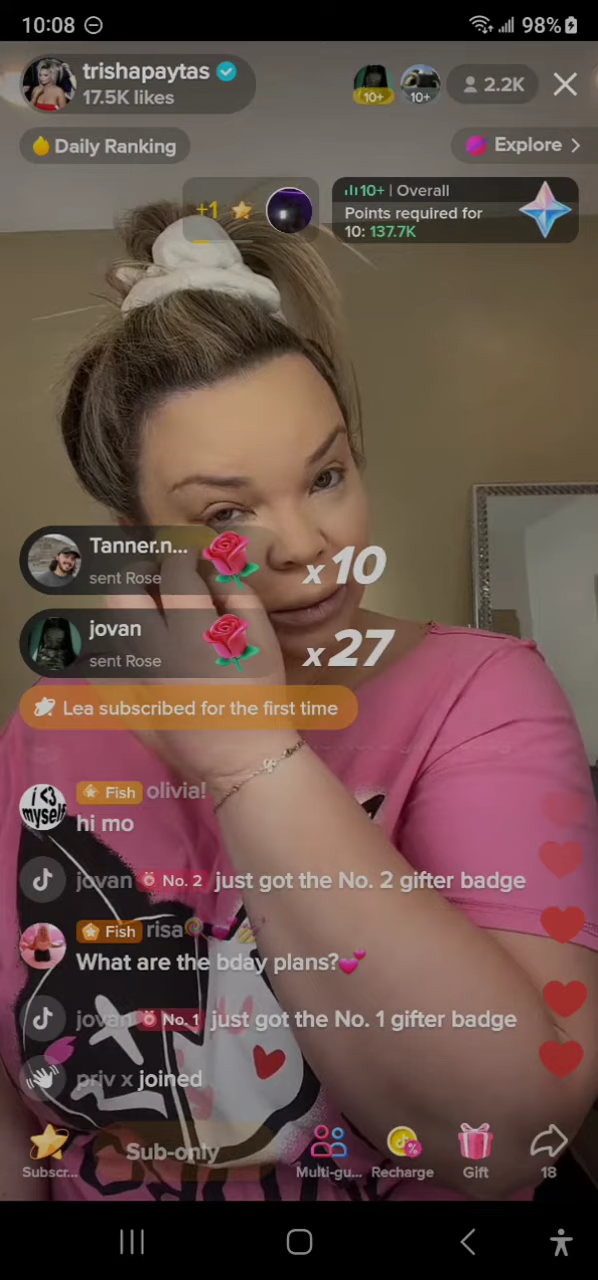 10:08
98%
trishapaytas
17.5K likes
10+
10+
2.2K
Daily Ranking
Explore
+1
10+ | Overall
Points required for
10: 137.7K
Tanner.n...
sent Rose
x10
jovan
sent Rose
x27
Lea subscribed for the first time
i <3
myself
Fish olivia!
hi mo
jovan No. 2 just got the No. 2 gifter badge
Fish risa
What are the bday plans?
jovan No. 1 just got the No. 1 gifter badge
priv x joined
Sub-only
Subscr...
Multi-gu...
Recharge
Gift
18